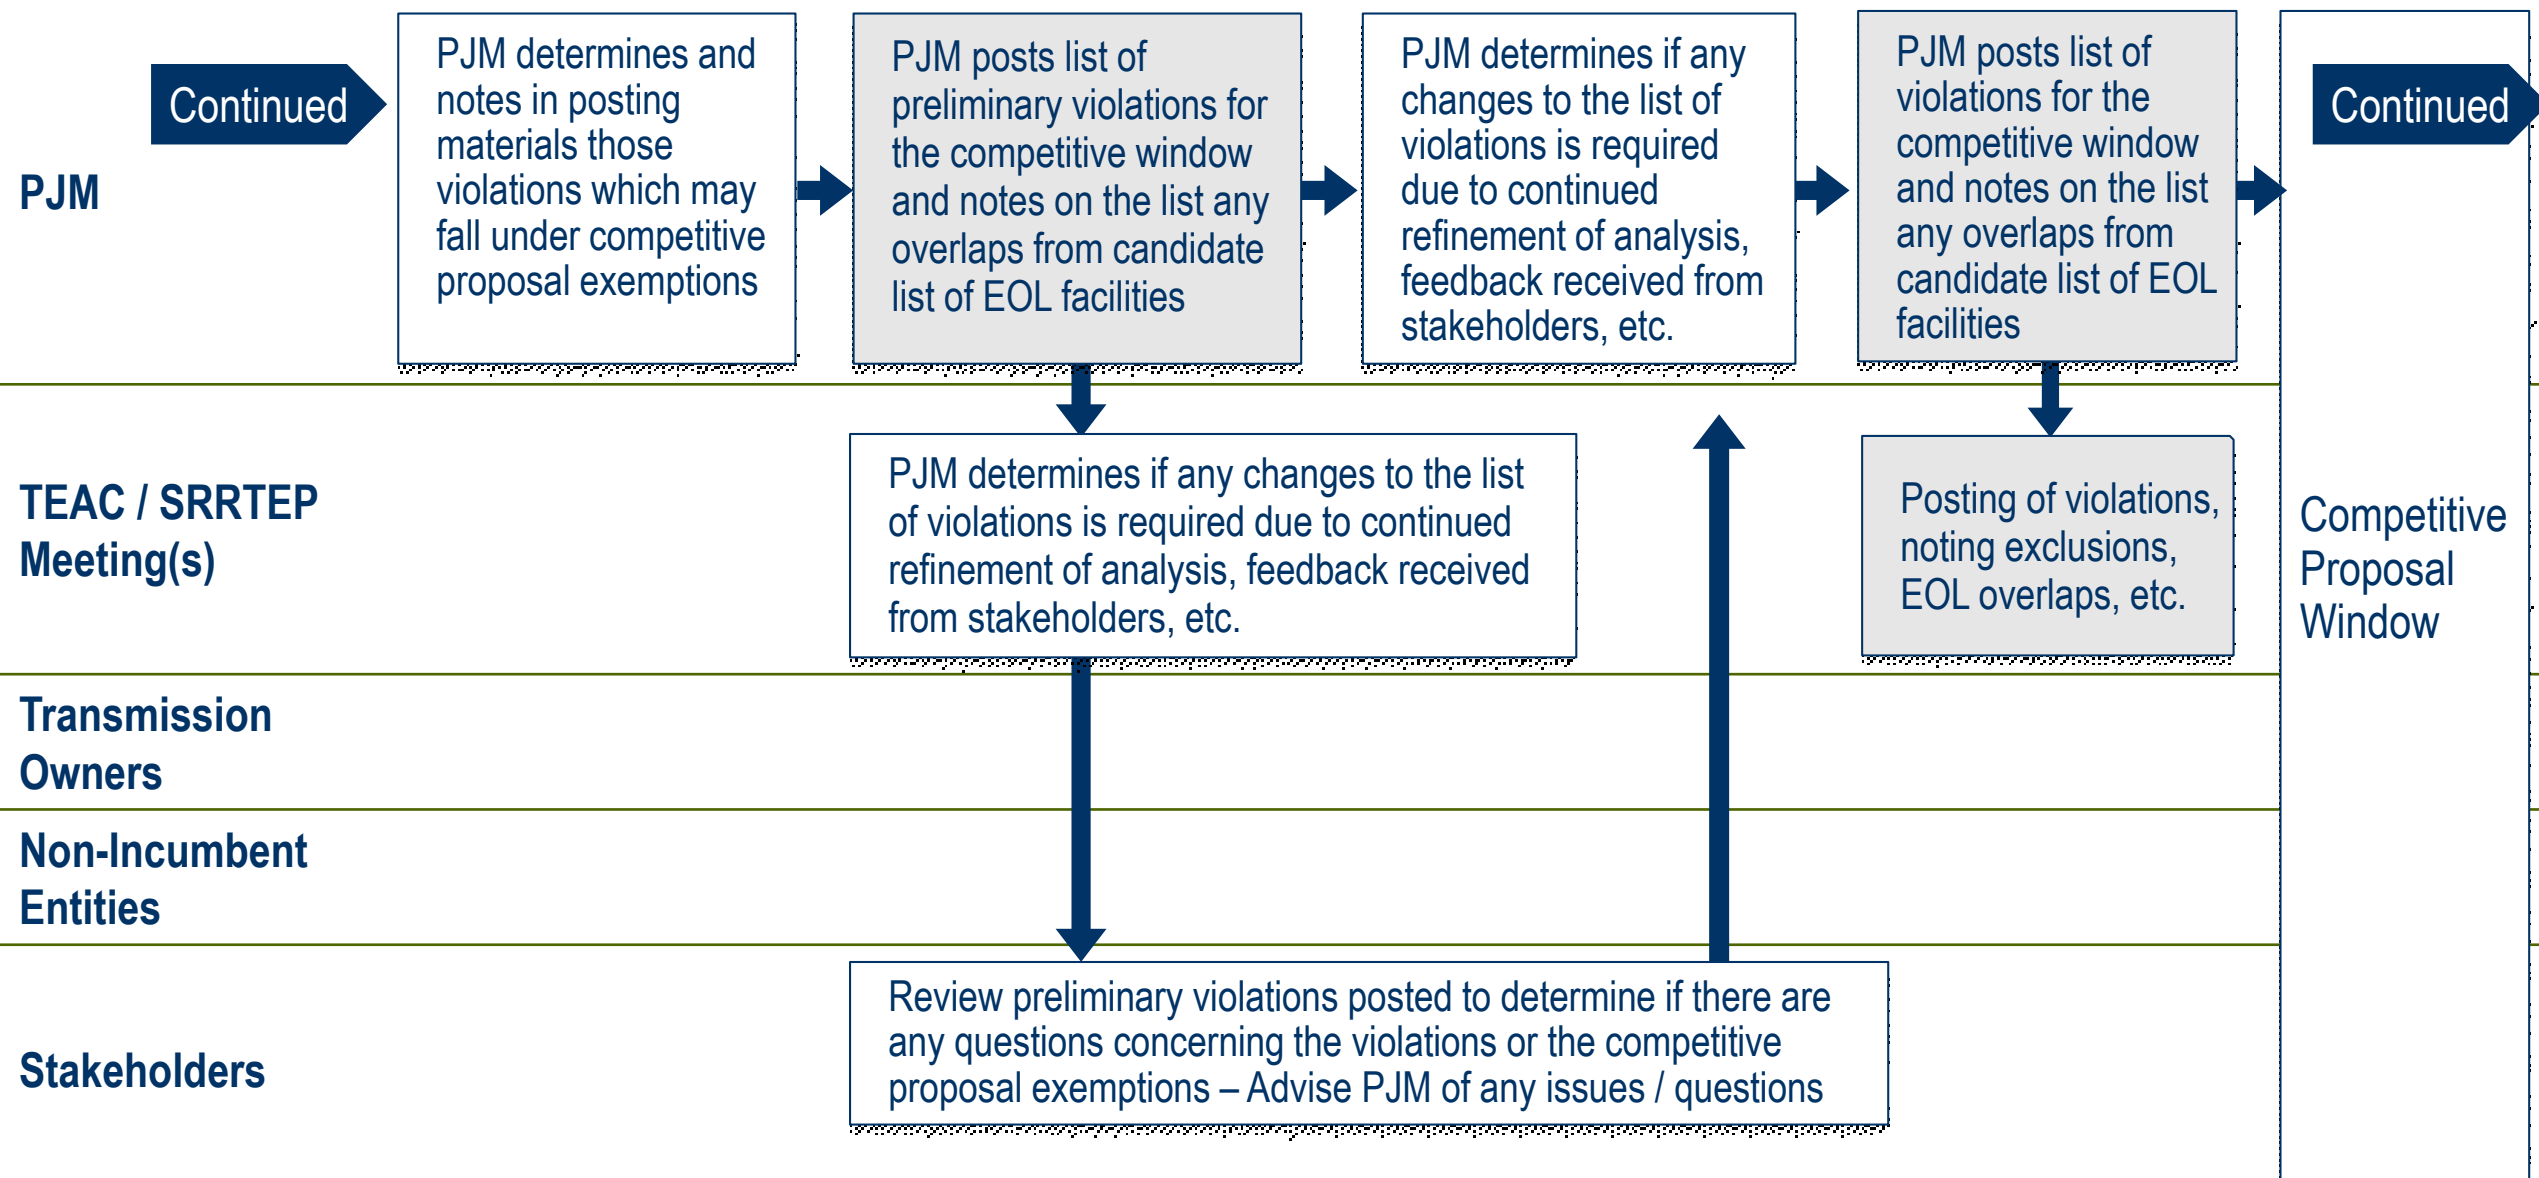 Continued
PJM determines and
notes in posting
materials those
violations which may
fall under competitive
proposal exemptions
PJM posts list of
preliminary violations for
the competitive window
and notes on the list any
overlaps from candidate
list of EOL facilities
PJM determines if any
changes to the list of
violations is required
due to continued
refinement of analysis,
feedback received from
stakeholders, etc.
PJM posts list of
violations for the
competitive window
and notes on the list
any overlaps from
candidate list of EOL
facilities
Continued
PJM
TEAC / SRRTEP
Meeting(s)
PJM determines if any changes to the list
of violations is required due to continued
refinement of analysis, feedback received
from stakeholders, etc.
Posting of violations,
noting exclusions,
EOL overlaps, etc.
Competitive
Proposal
Window
Transmission
Owners
Non-Incumbent
Entities
Stakeholders
Review preliminary violations posted to determine if there are
any questions concerning the violations or the competitive
proposal exemptions – Advise PJM of any issues / questions